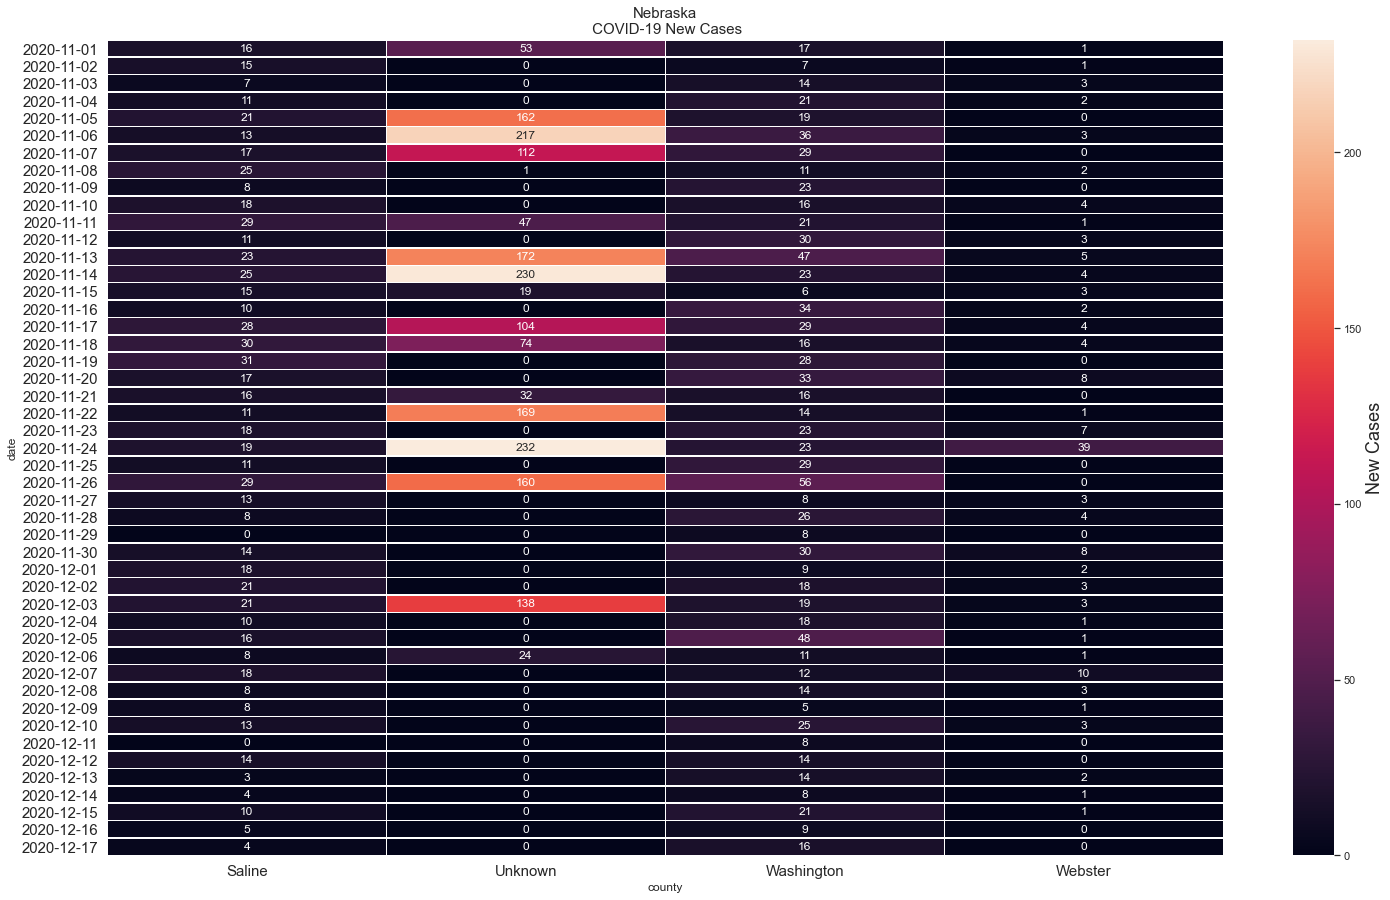 Nebraska
COVID-19 New Cases
2020-11-01 16 53 17 1
2020-11-02 15 0 7 1
2020-11-03 7 0 14 3
2020-11-04 11 0 21 2
2020-11-05 21 162 19 0
2020-11-06 13 217 36 3
2020-11-07 17 112 29 0
2020-11-08 25 1 11 2
2020-11-09 8 0 23 0
2020-11-10 18 0 16 4
2020-11-11 29 47 21 1
2020-11-12 11 0 30 3
2020-11-13 23 172 47 5
2020-11-14 25 230 23 4
2020-11-15 15 19 6 3
2020-11-16 10 0 34 2
2020-11-17 28 104 29 4
2020-11-18 30 74 16 4
2020-11-19 31 0 28 0
2020-11-20 17 0 33 8
2020-11-21 16 32 16 0
2020-11-22 11 169 14 1
2020-11-23 18 0 23 7
2020-11-24 19 232 23 39
2020-11-25 11 0 29 0
2020-11-26 29 160 56 0
2020-11-27 13 0 8 3
2020-11-28 8 0 26 4
2020-11-29 0 0 8 0
2020-11-30 14 0 30 8
2020-12-01 18 0 9 2
2020-12-02 21 0 18 3
2020-12-03 21 138 19 3
2020-12-04 10 0 18 1
2020-12-05 16 0 48 1
2020-12-06 8 24 11 1
2020-12-07 18 0 12 10
2020-12-08 8 0 14 3
2020-12-09 8 0 5 1
2020-12-10 13 0 25 3
2020-12-11 0 0 8 0
2020-12-12 14 0 14 0
2020-12-13 3 0 14 2
2020-12-14 4 0 8 1
2020-12-15 10 0 21 1
2020-12-16 5 0 9 0
2020-12-17 4 0 16 0
Saline Unknown Washington Webster
county
date
200
150
100
50
0
New Cases